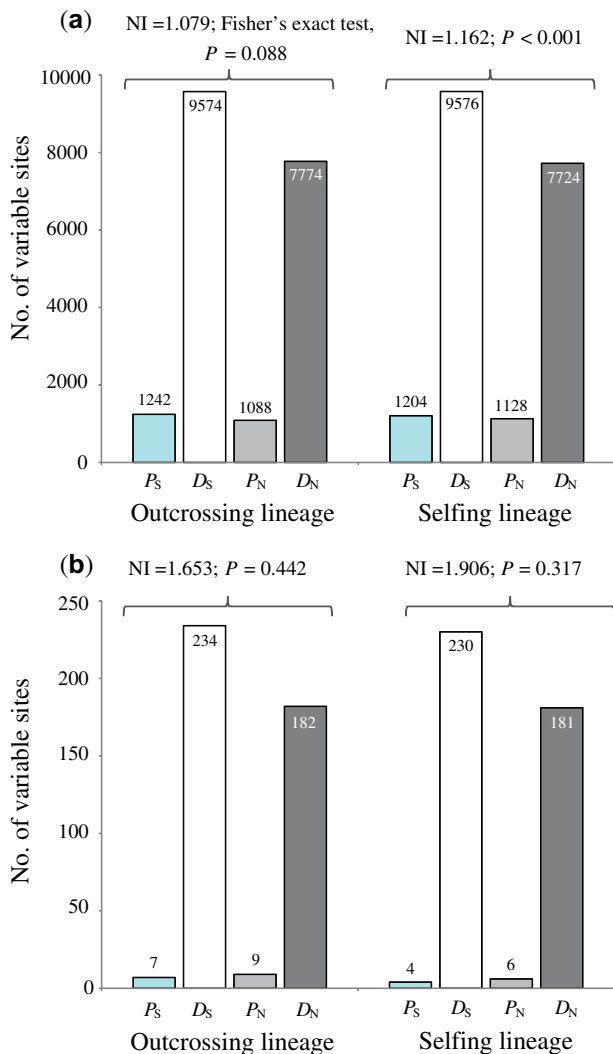 (a)
NI =1.079; Fisher's exact test,
P = 0.088
NI =1.162; P < 0.001
No. of variable sites
10000
8000
6000
4000
2000
0
1242
9574
1088
7774
1204
9576
1128
7724
PS DS PN DN
PS DS PN DN
Outcrossing lineage
Selfing lineage
(b)
NI =1.653; P = 0.442
NI =1.906; P = 0.317
No. of variable sites
250
200
150
100
50
0
7
234
9
182
4
230
6
181
PS DS PN DN
PS DS PN DN
Outcrossing lineage
Selfing lineage